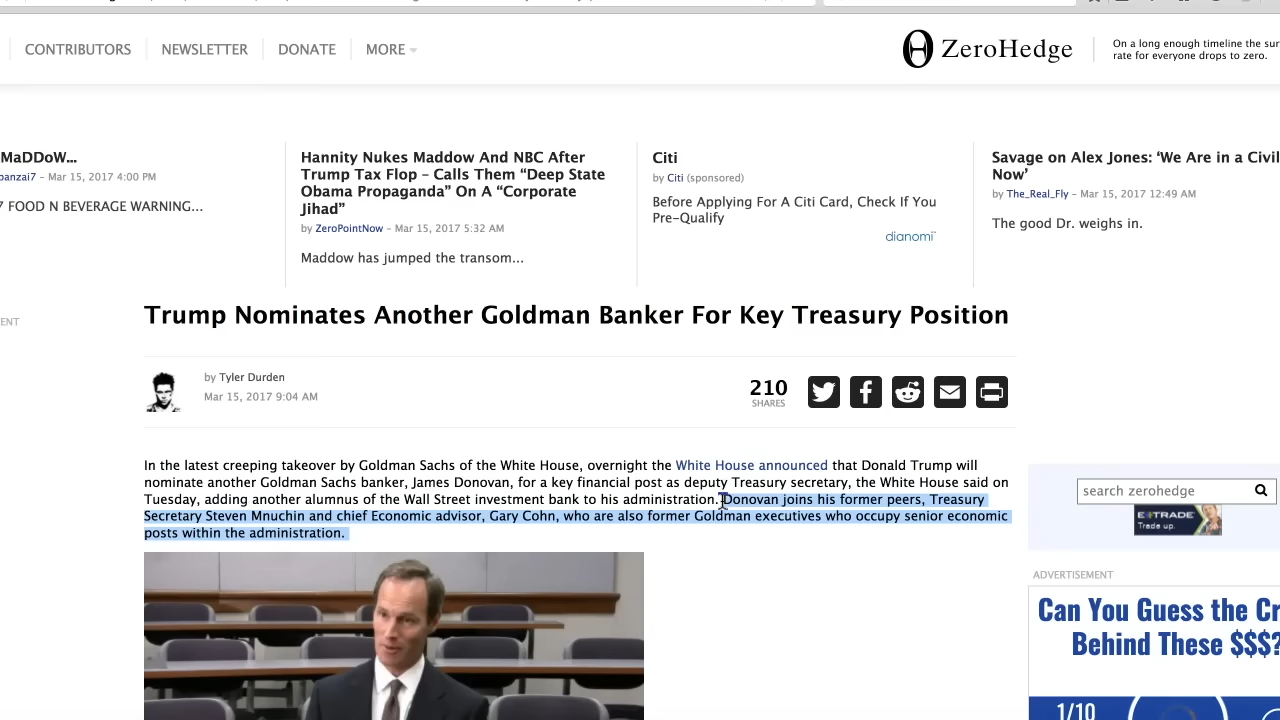 CONTRIBUTORS
NEWSLETTER
DONATE
MORE
ZeroHedge
On a long enough timeline the sur
rate for everyone drops to zero.
MaDDoW...
banzai7 – Mar 15, 2017 4:00 PM
7 FOOD N BEVERAGE WARNING...
Hannity Nukes Maddow And NBC After
Trump Tax Flop – Calls Them “Deep State
Obama Propaganda” On A “Corporate
Jihad”
by ZeroPointNow – Mar 15, 2017 5:32 AM
Maddow has jumped the transom...
Citi
by Citi (sponsored)
Before Applying For A Citi Card, Check If You
Pre-Qualify
dianomi
Savage on Alex Jones: ‘We Are in a Civil
Now’
by The_Real_Fly – Mar 15, 2017 12:49 AM
The good Dr. weighs in.
Trump Nominates Another Goldman Banker For Key Treasury Position
ENT
by Tyler Durden
Mar 15, 2017 9:04 AM
210
SHARES
In the latest creeping takeover by Goldman Sachs of the White House, overnight the White House announced that Donald Trump will
nominate another Goldman Sachs banker, James Donovan, for a key financial post as deputy Treasury secretary, the White House said on
Tuesday, adding another alumnus of the Wall Street investment bank to his administration. Donovan joins his former peers, Treasury
Secretary Steven Mnuchin and chief Economic advisor, Gary Cohn, who are also former Goldman executives who occupy senior economic
posts within the administration.
search zerohedge
E*TRADE
Trade up.
ADVERTISEMENT
Can You Guess the Cr
Behind These $$$?
1/10